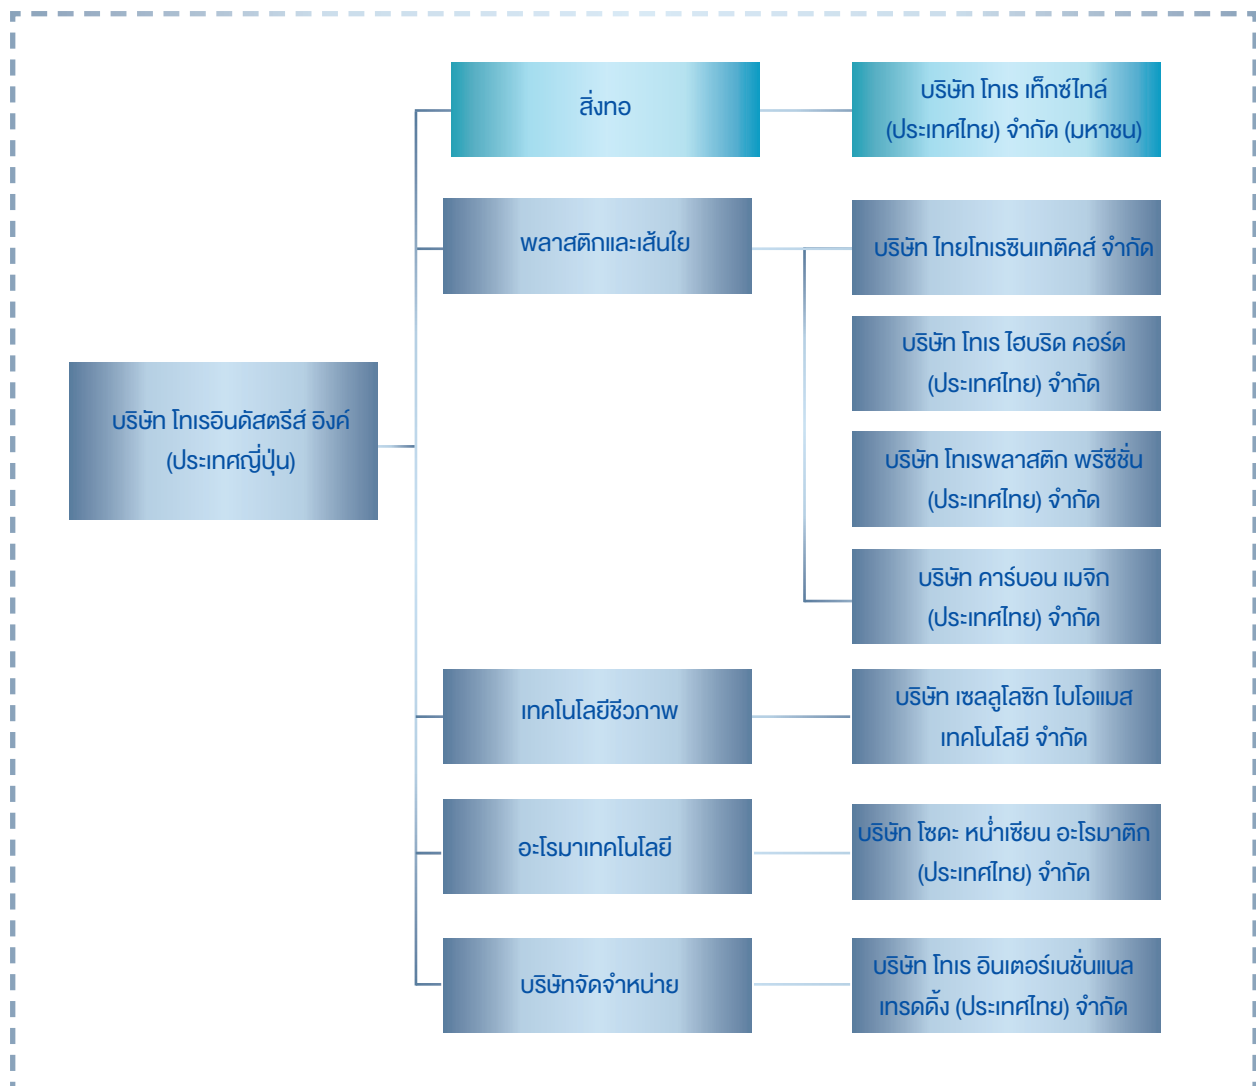 สิ่งทอ
บริษัท โทเร เท็กซ์ไทล์
(ประเทศไทย) จำกัด (มหาชน)
พลาสติกและเส้นใย
บริษัท ไทยโทเรซินเทติคส์ จำกัด
บริษัท โทเร ไฮบริด คอร์ด
(ประเทศไทย) จำกัด
บริษัท โทเรอินดัสตรีส์ อิงค์
(ประเทศญี่ปุ่น)
บริษัท โทเรพลาสติก พรีซีชั่น
(ประเทศไทย) จำกัด
บริษัท คาร์บอน เมจิก
(ประเทศไทย) จำกัด
เทคโนโลยีชีวภาพ
บริษัท เซลลูโลซิก ไบโอแมส
เทคโนโลยี จำกัด
อะโรมาเทคโนโลยี
บริษัท โซดะ หน่ำเซียน อะโรมาติก
(ประเทศไทย) จำกัด
บริษัทจัดจำหน่าย
บริษัท โทเร อินเตอร์เนชั่นแนล
เทรดดิ้ง (ประเทศไทย) จำกัด